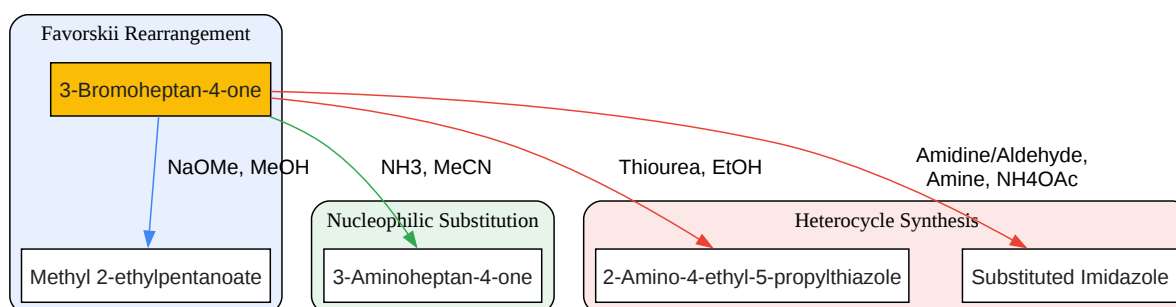 Favorskii Rearrangement
3-Bromoheptan-4-one
NaOMe, MeOH
NH3, MeCN
Thiourea, EtOH
Amidine/Aldehyde,
Amine, NH4OAc
Nucleophilic Substitution
Heterocycle Synthesis
Methyl 2-ethylpentanoate
3-Aminoheptan-4-one
2-Amino-4-ethyl-5-propylthiazole
Substituted Imidazole